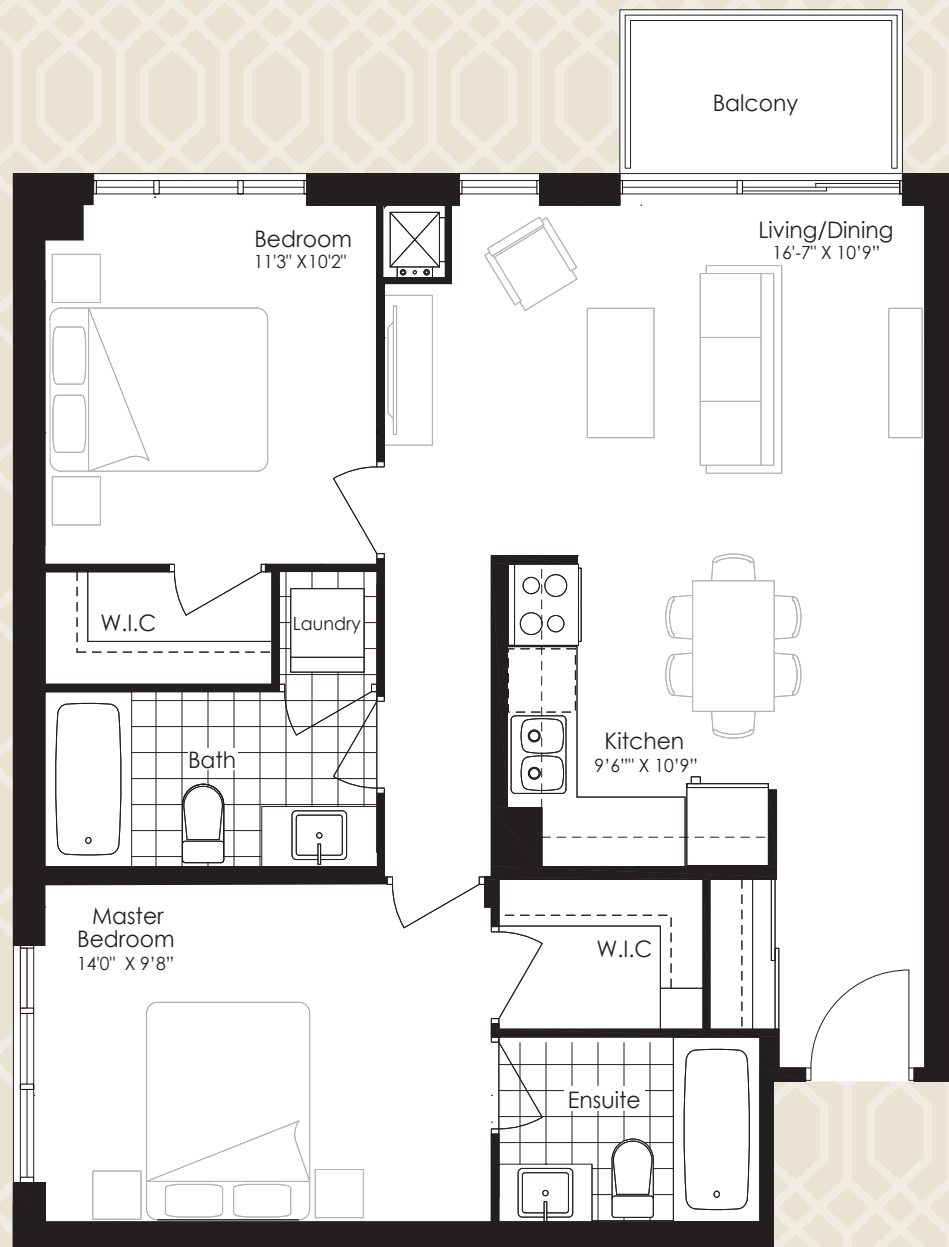 Balcony
Bedroom
11'3" X10'2"
Living/Dining
16'-7" X 10'9”
W.I.C
Laundry
Bath
Kitchen
9’6”" X 10’9”
Master
Bedroom
14'0" X 9’8”
W.I.C
Ensuite